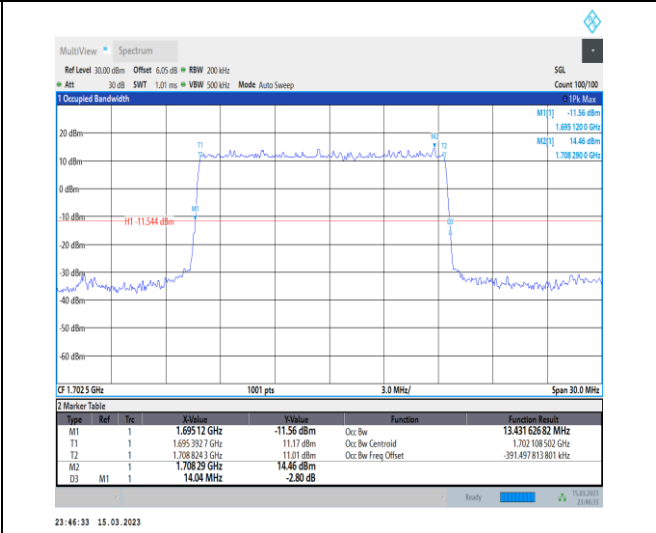 MultiView Spectrum
Ref Level 30.00 dBm Offset 6.05 dB RBW 200 kHz SGL
Att 30 dB SWT 1.01 ms VBW 500 kHz Mode Auto Sweep Count 100/100
1 Occupied Bandwidth 1Pk Max
M1[1] -11.56 dBm
1.695 120 0 GHz
M2[1] 14.46 dBm
1.708 290 0 GHz
20 dBm
M2
T1
T2
10 dBm
0 dBm
M1
-10 dBm
H1 -11.544 dBm
D3
-20 dBm
-30 dBm
-40 dBm
-50 dBm
-60 dBm
CF 1.702 5 GHz 1001 pts 3.0 MHz/ Span 30.0 MHz
2 Marker Table
Type Ref Trc X-Value Y-Value Function Function Result
M1 1 1.695 12 GHz -11.56 dBm Occ Bw 13.431 626 82 MHz
T1 1 1.695 392 7 GHz 11.17 dBm Occ Bw Centroid 1.702 108 502 GHz
T2 1 1.708 824 3 GHz 11.01 dBm Occ Bw Freq Offset -391.497 813 801 kHz
M2 1 1.708 29 GHz 14.46 dBm
D3 M1 1 14.04 MHz -2.80 dB
Ready 15.03.2023
23:46:33
23:46:33 15.03.2023